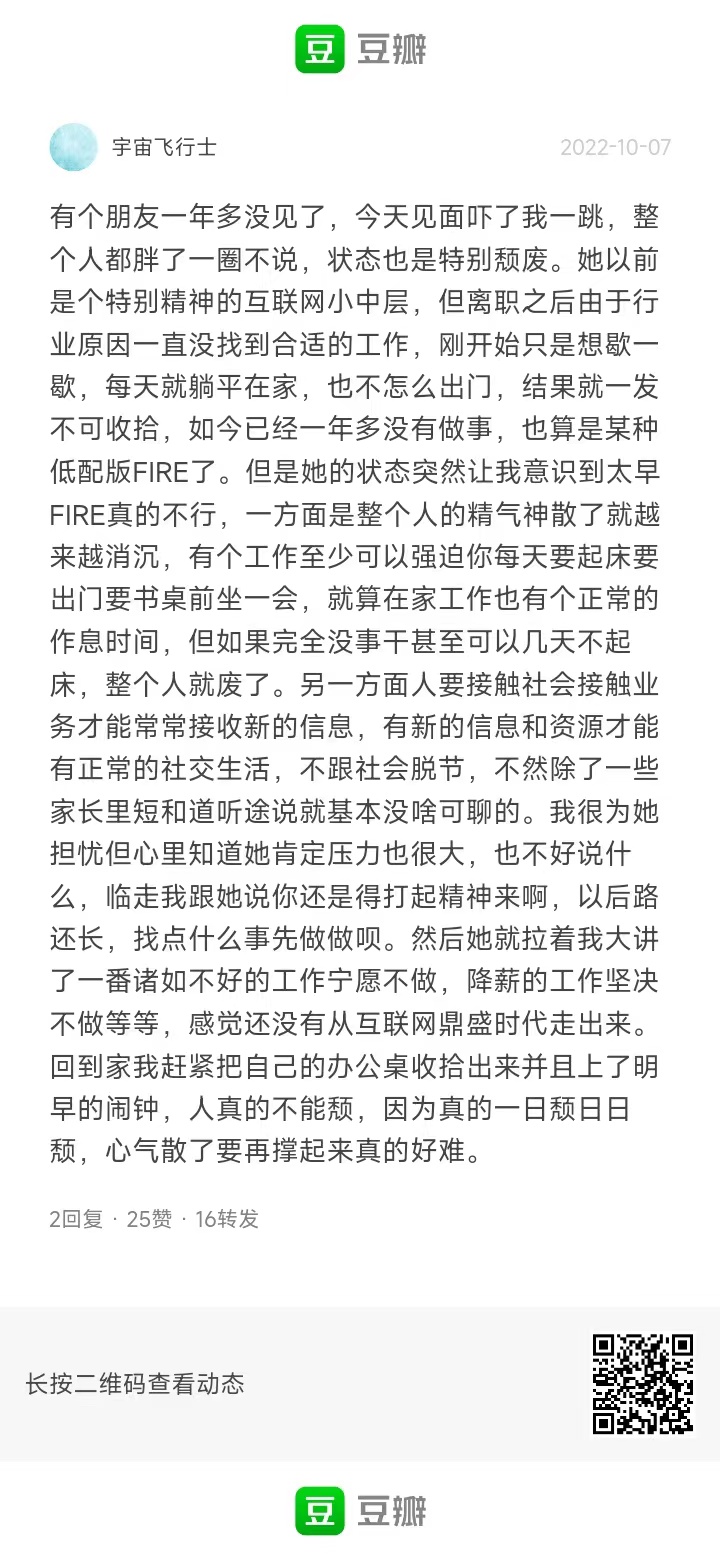 豆 豆瓣
宇宙飞行士 2022-10-07
有个朋友一年多没见了，今天见面吓了我一跳，整
个人都胖了一圈不说，状态也是特别颓废。她以前
是个特别精神的互联网小中层，但离职之后由于行
业原因一直没找到合适的工作，刚开始只是想歇一
歇，每天就躺平在家，也不怎么出门，结果就一发
不可收拾，如今已经一年多没有做事，也算是某种
低配版FIRE了。但是她的状态突然让我意识到太早
FIRE真的不行，一方面是整个人的精气神散了就越
来越消沉，有个工作至少可以强迫你每天要起床要
出门要书桌前坐一会，就算在家工作也有个正常的
作息时间，但如果完全没事干甚至可以几天不起
床，整个人就废了。另一方面人要接触社会接触业
务才能常常接收新的信息，有新的信息和资源才能
有正常的社交生活，不跟社会脱节，不然除了一些
家长里短和道听途说就基本没啥可聊的。我很为她
担忧但心里知道她肯定压力也很大，也不好说什
么，临走我跟她说你还是得打起精神来啊，以后路
还长，找点什么事先做做呗。然后她就拉着我大讲
了一番诸如不好的工作宁愿不做，降薪的工作坚决
不做等等，感觉还没有从互联网鼎盛时代走出来。
回到家我赶紧把自己的办公桌收拾出来并且上了明
早的闹钟，人真的不能颓，因为真的一日颓日日
颓，心气散了要再撑起来真的好难。
2回复 · 25赞 · 16转发
长按二维码查看动态
豆 豆瓣